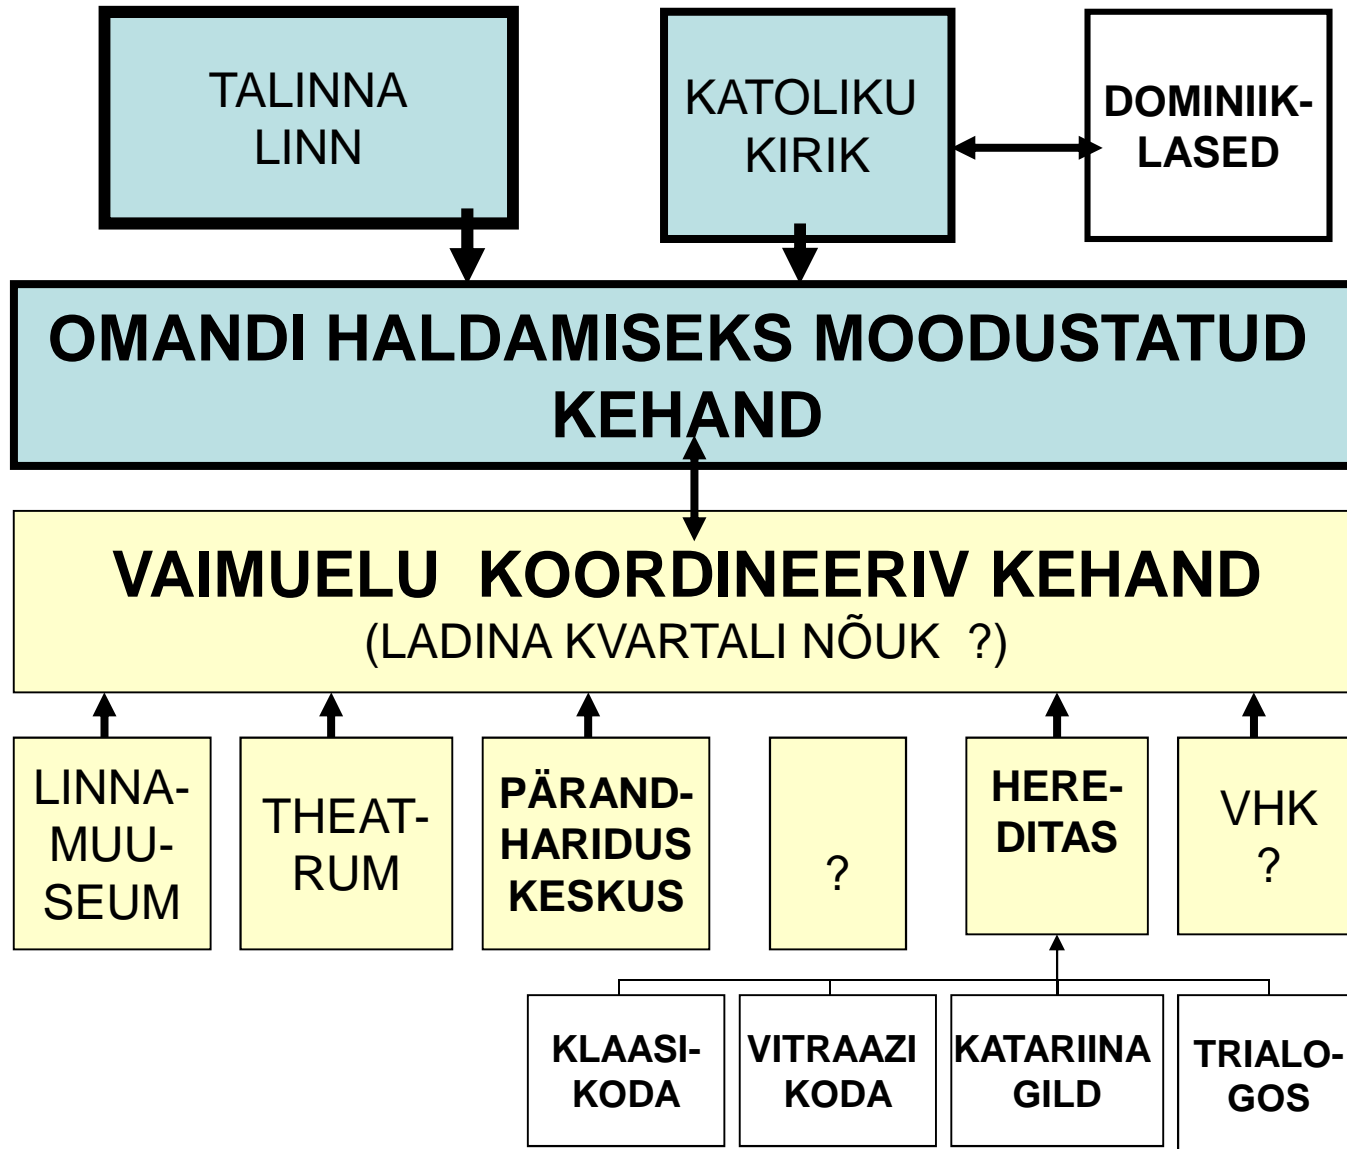 TALINNA
LINN
KATOLIKU
KIRIK
DOMINIIK-
LASED
OMANDI HALDAMISEKS MOODUSTATUD
KEHAND
VAIMUELU KOORDINEERIV KEHAND
(LADINA KVARTALI NÕUK ?)
LINNA-
MUU-
SEUM
THEAT-
RUM
PÄRAND-
HARIDUS
KESKUS
?
HERE-
DITAS
VHK
?
KLAASI-
KODA
VITRAAZI
KODA
KATARIINA
GILD
TRIALO-
GOS